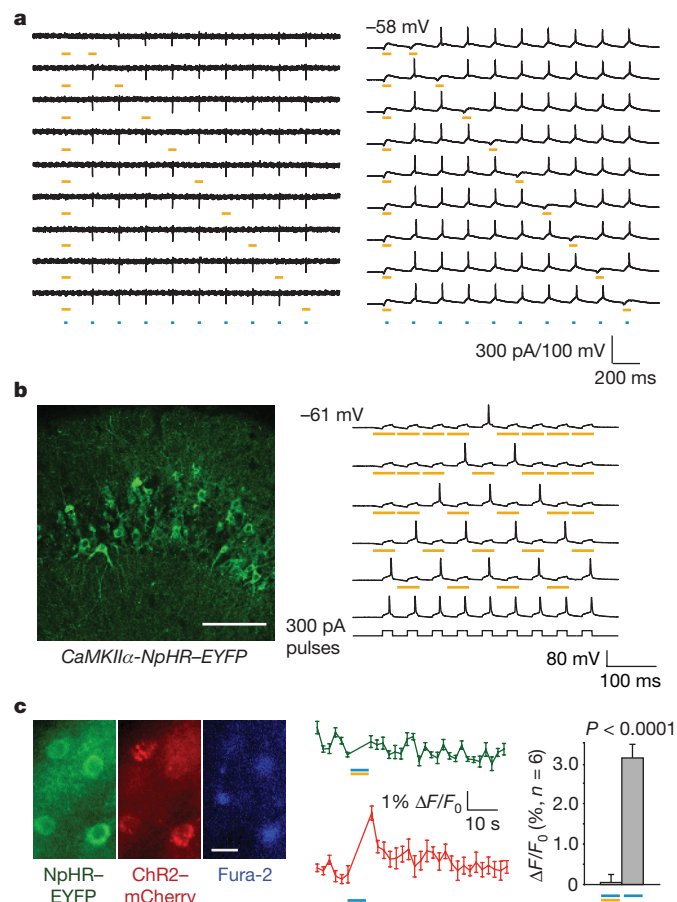 a
–58 mV
300 pA/100 mV
200 ms
b
–61 mV
300 pA
pulses
CaMKIIα-NpHR–EYFP
80 mV
100 ms
c
P < 0.0001
3.0
2.0
1.0
0
ΔF/F0 (%, n = 6)
1% ΔF/F0
10 s
NpHR–
EYFP
ChR2–
mCherry
Fura-2